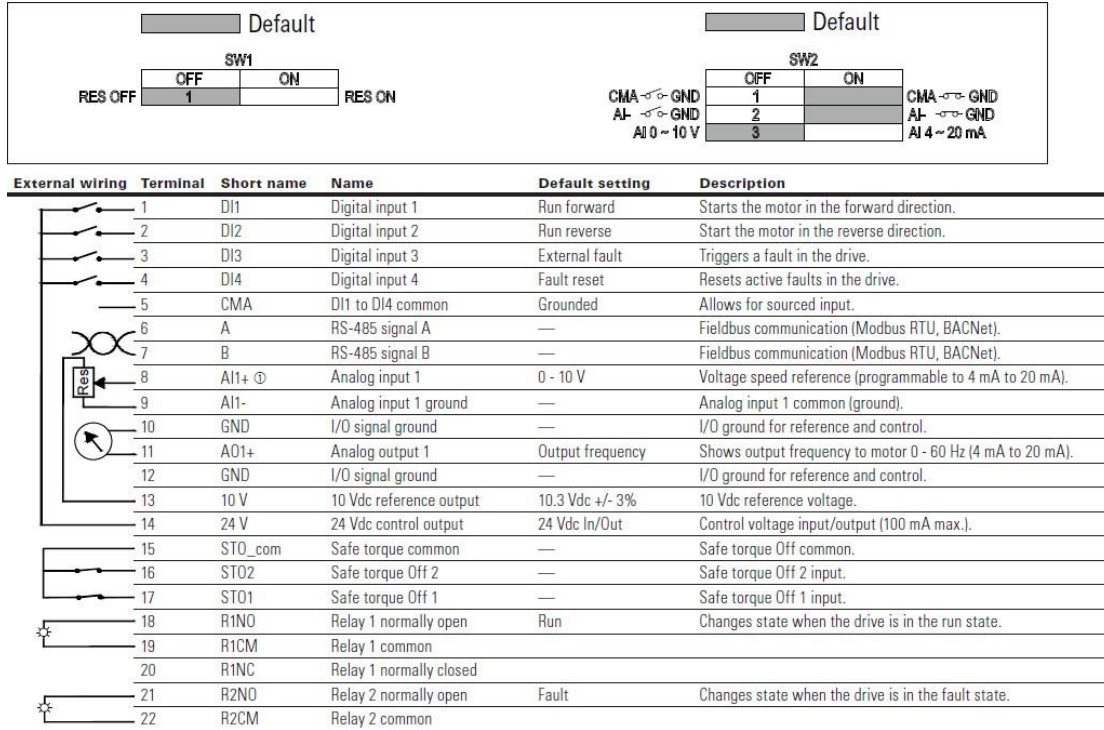 Default Default
SW1 SW2
OFF ON OFF ON
RES OFF 1 RES ON CMA GND 1 CMA GND
AI- GND 2 AI- GND
AI 0 ~ 10 V 3 AI 4 ~ 20 mA
External wiring Terminal Short name Name Default setting Description
1 DI1 Digital input 1 Run forward Starts the motor in the forward direction.
2 DI2 Digital input 2 Run reverse Start the motor in the reverse direction.
3 DI3 Digital input 3 External fault Triggers a fault in the drive.
4 DI4 Digital input 4 Fault reset Resets active faults in the drive.
5 CMA DI1 to DI4 common Grounded Allows for sourced input.
6 A RS-485 signal A — Fieldbus communication (Modbus RTU, BACNet).
7 B RS-485 signal B — Fieldbus communication (Modbus RTU, BACNet).
Res 8 AI1+ ① Analog input 1 0 - 10 V Voltage speed reference (programmable to 4 mA to 20 mA).
9 AI1- Analog input 1 ground — Analog input 1 common (ground).
10 GND I/O signal ground — I/O ground for reference and control.
11 AO1+ Analog output 1 Output frequency Shows output frequency to motor 0 - 60 Hz (4 mA to 20 mA).
12 GND I/O signal ground — I/O ground for reference and control.
13 10 V 10 Vdc reference output 10.3 Vdc +/- 3% 10 Vdc reference voltage.
14 24 V 24 Vdc control output 24 Vdc In/Out Control voltage input/output (100 mA max.).
15 STO_com Safe torque common — Safe torque Off common.
16 STO2 Safe torque Off 2 — Safe torque Off 2 input.
17 STO1 Safe torque Off 1 — Safe torque Off 1 input.
18 R1NO Relay 1 normally open Run Changes state when the drive is in the run state.
19 R1CM Relay 1 common
20 R1NC Relay 1 normally closed
21 R2NO Relay 2 normally open Fault Changes state when the drive is in the fault state.
22 R2CM Relay 2 common